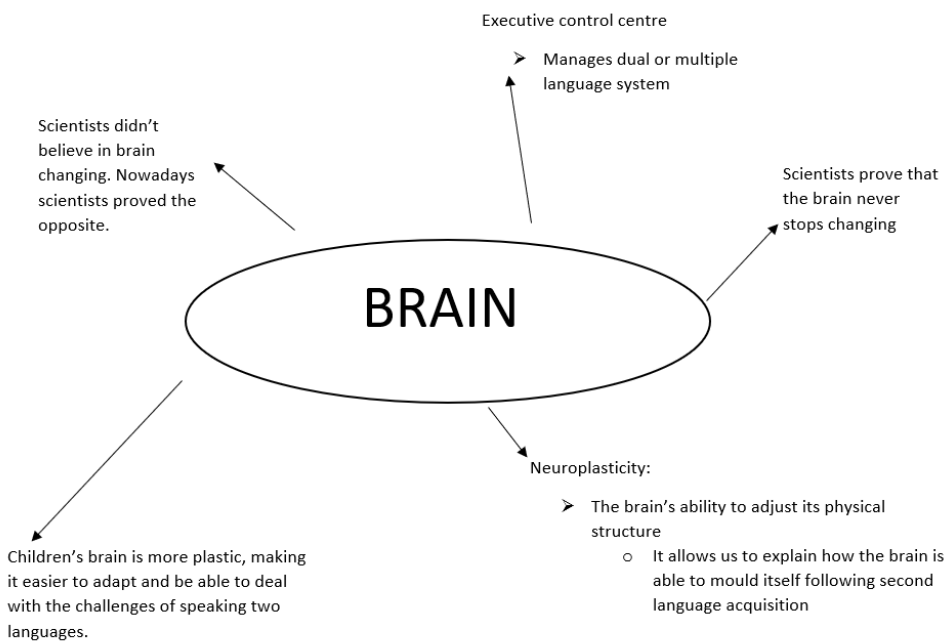 Executive control centre
➢ Manages dual or multiple
language system
Scientists didn't
believe in brain
changing. Nowadays
scientists proved the
opposite.
Scientists prove that
the brain never
stops changing
BRAIN
Neuroplasticity:
➢ The brain's ability to adjust its physical
structure
o It allows us to explain how the brain is
able to mould itself following second
language acquisition
Children's brain is more plastic, making
it easier to adapt and be able to deal
with the challenges of speaking two
languages.